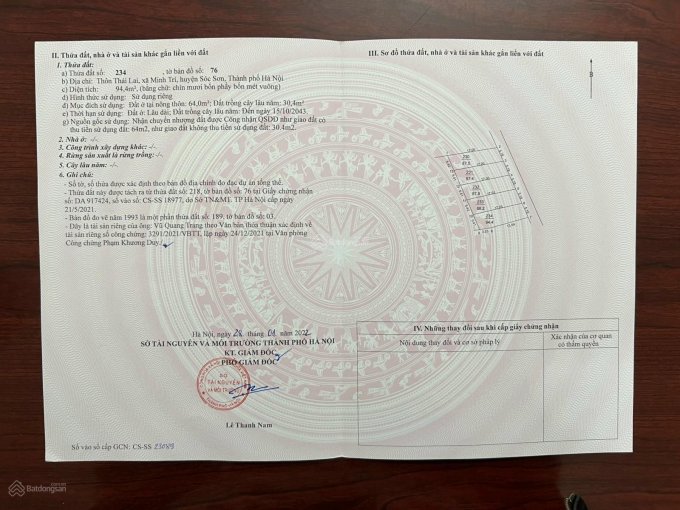 II. Thửa đất, nhà ở và tài sản khác gắn liền với đất
1. Thửa đất:
a) Thửa đất số: 234 , tờ bản đồ số: 76
b) Địa chỉ: Thôn Thái Lai, xã Minh Trí, huyện Sóc Sơn, Thành phố Hà Nội
c) Diện tích: 94,4m², (bằng chữ: chín mươi bốn phẩy bốn mét vuông)
d) Hình thức sử dụng: Sử dụng riêng
đ) Mục đích sử dụng: Đất ở tại nông thôn: 64,0m²; Đất trồng cây lâu năm: 30,4m²
e) Thời hạn sử dụng: Đất ở: Lâu dài; Đất trồng cây lâu năm: Đến ngày 15/10/2043
g) Nguồn gốc sử dụng: Nhận chuyển nhượng đất được Công nhận QSDĐ như giao đất có
thu tiền sử dụng đất: 64m2, như giao đất không thu tiền sử dụng đất: 30.4m2.
2. Nhà ở: -/-
3. Công trình xây dựng khác: -/-
4. Rừng sản xuất là rừng trồng: -/-
5. Cây lâu năm: -/-
6. Ghi chú:
- Số tờ, số thửa được xác định theo bản đồ địa chính đo đạc dự án tổng thể.
- Thửa đất này được tách ra từ thửa đất số: 218, tờ bản đồ số: 76 tại Giấy chứng nhận
số: DA 917424, số vào sổ: CS-SS 18977, do Sở TN&MT. TP Hà Nội cấp ngày
21/5/2021.
- Bản đồ đo vẽ năm 1993 là một phần thửa đất số: 189, tờ bản đồ số: 03.
- Đây là tài sản riêng của ông: Vũ Quang Trang theo Văn bản thỏa thuận xác định về
tài sản riêng số công chứng: 3291/2021/VBTT, lập ngày 24/12/2021 tại Văn phòng
Công chứng Phạm Khương Duy.
Hà Nội, ngày 28 tháng 01 năm 2022
SỞ TÀI NGUYÊN VÀ MÔI TRƯỜNG THÀNH PHỐ HÀ NỘI
KT. GIÁM ĐỐC
PHÓ GIÁM ĐỐC
SỞ
TÀI NGUYÊN
VÀ MÔI TRƯỜNG
Lê Thanh Nam
Số vào sổ cấp GCN: CS-SS
III. Sơ đồ thửa đất, nhà ở và tài sản khác gắn liền với đất
B
230
231
232
233
234
IV. Những thay đổi sau khi cấp giấy chứng nhận
Nội dung thay đổi và cơ sở pháp lý
Xác nhận của cơ quan
có thẩm quyền
Batdongsan